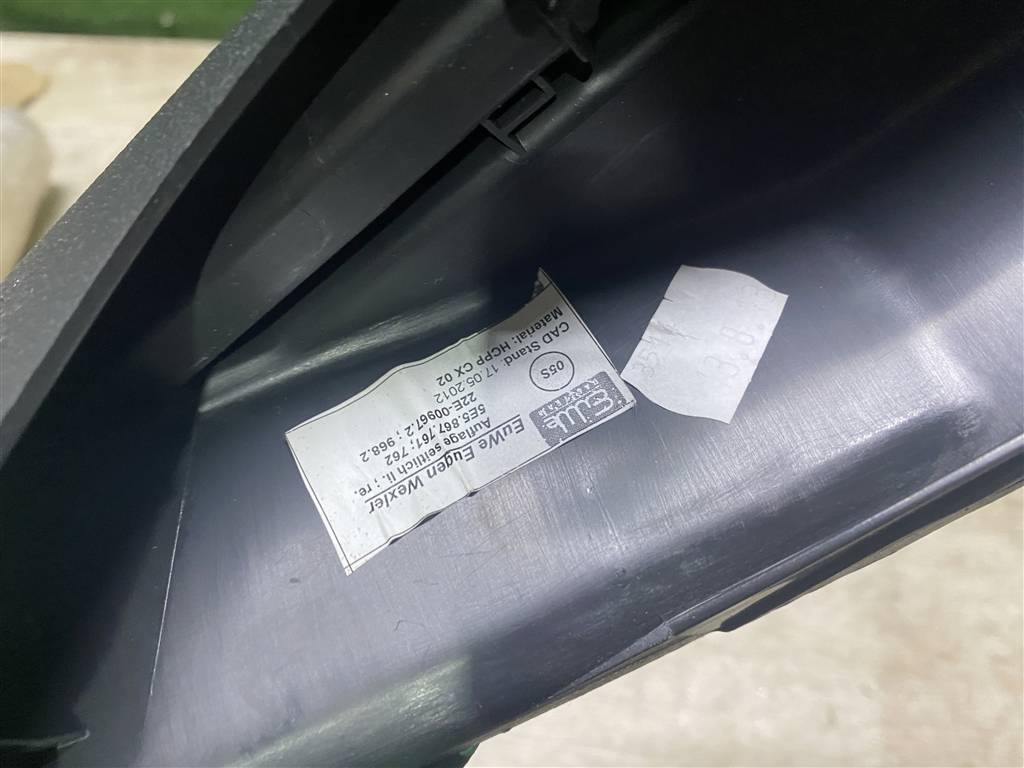 EuWe
EuWe Eugen Wexler
Auflage seitlich li. ; re.
5E5.867.761; 762
22E-00967.2 ; 968.2
05S
CAD Stand: 17.05.2012
Material: HCPP CX 02